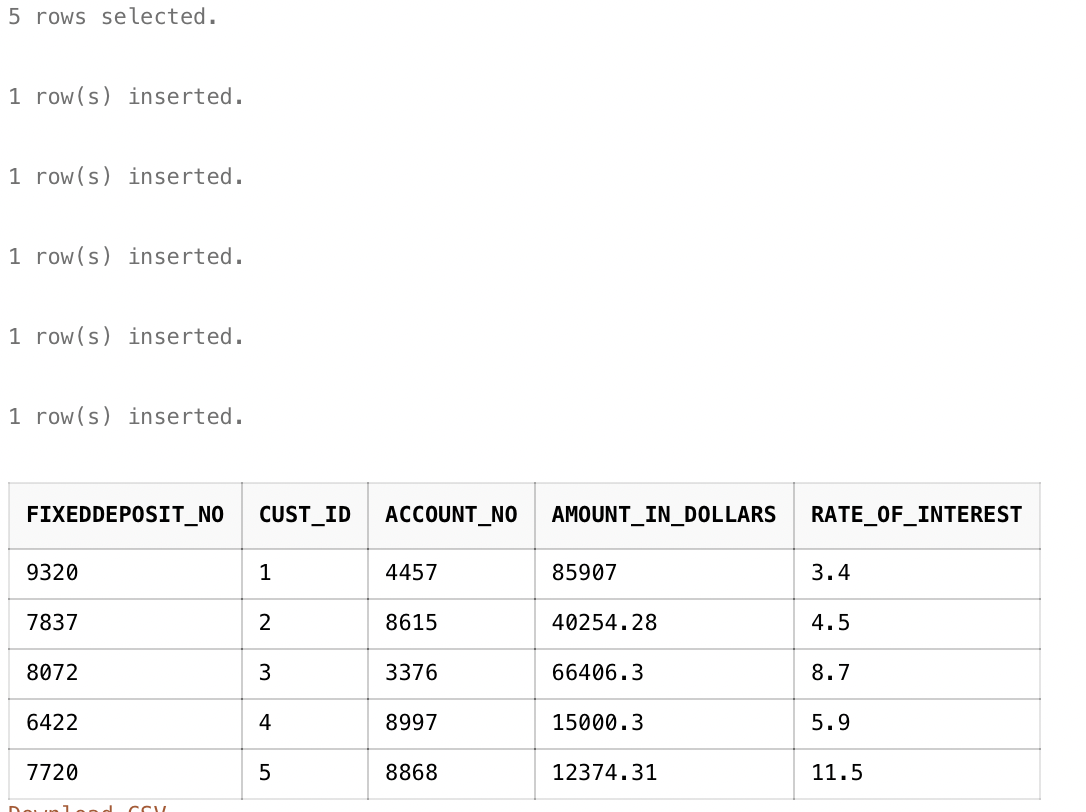 5 rows selected.
1 row(s) inserted.
1 row(s) inserted.
1 row(s) inserted.
1 row(s) inserted.
1 row(s) inserted.
FIXEDDEPOSIT_NO CUST_ID ACCOUNT_NO AMOUNT_IN_DOLLARS RATE_OF_INTEREST
9320 1 4457 85907 3.4
7837 2 8615 40254.28 4.5
8072 3 3376 66406.3 8.7
6422 4 8997 15000.3 5.9
7720 5 8868 12374.31 11.5
Download CSV